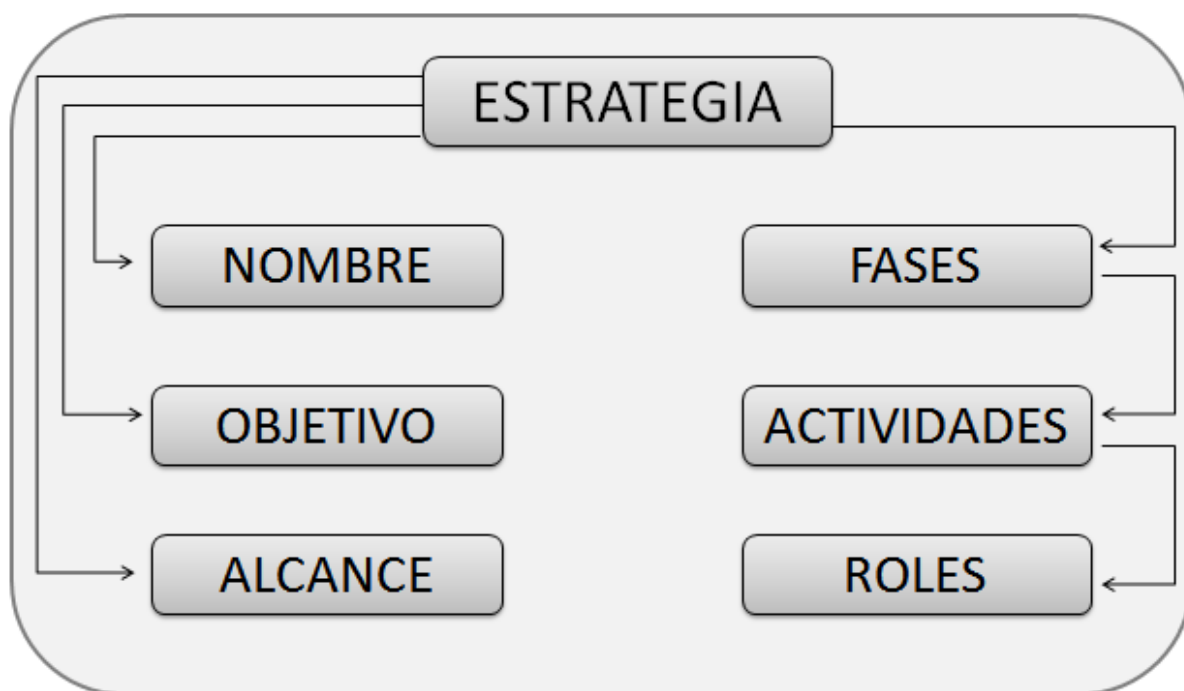 ESTRATEGIA
NOMBRE
FASES
OBJETIVO
ACTIVIDADES
ALCANCE
ROLES